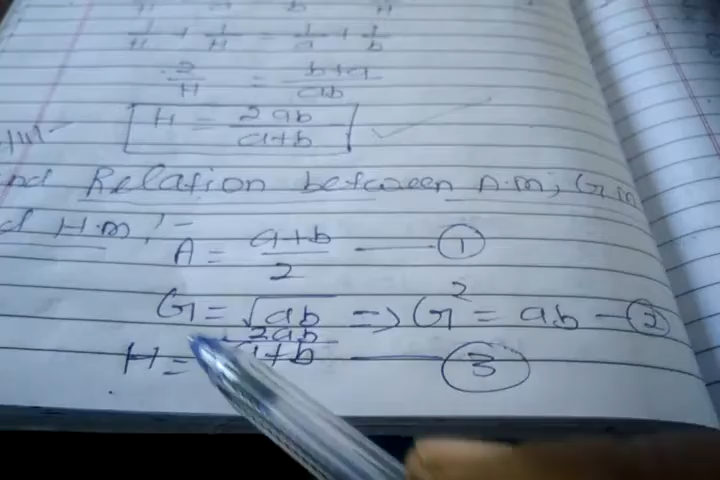 1/H + 1/H = 1/a + 1/b
2/H = b+a/ab
H = 2ab/a+b
Relation between A.m, G.m
H.m :-
A = a+b/2 — ①
G = √ab => G² = ab — ②
H = 2ab/a+b — ③